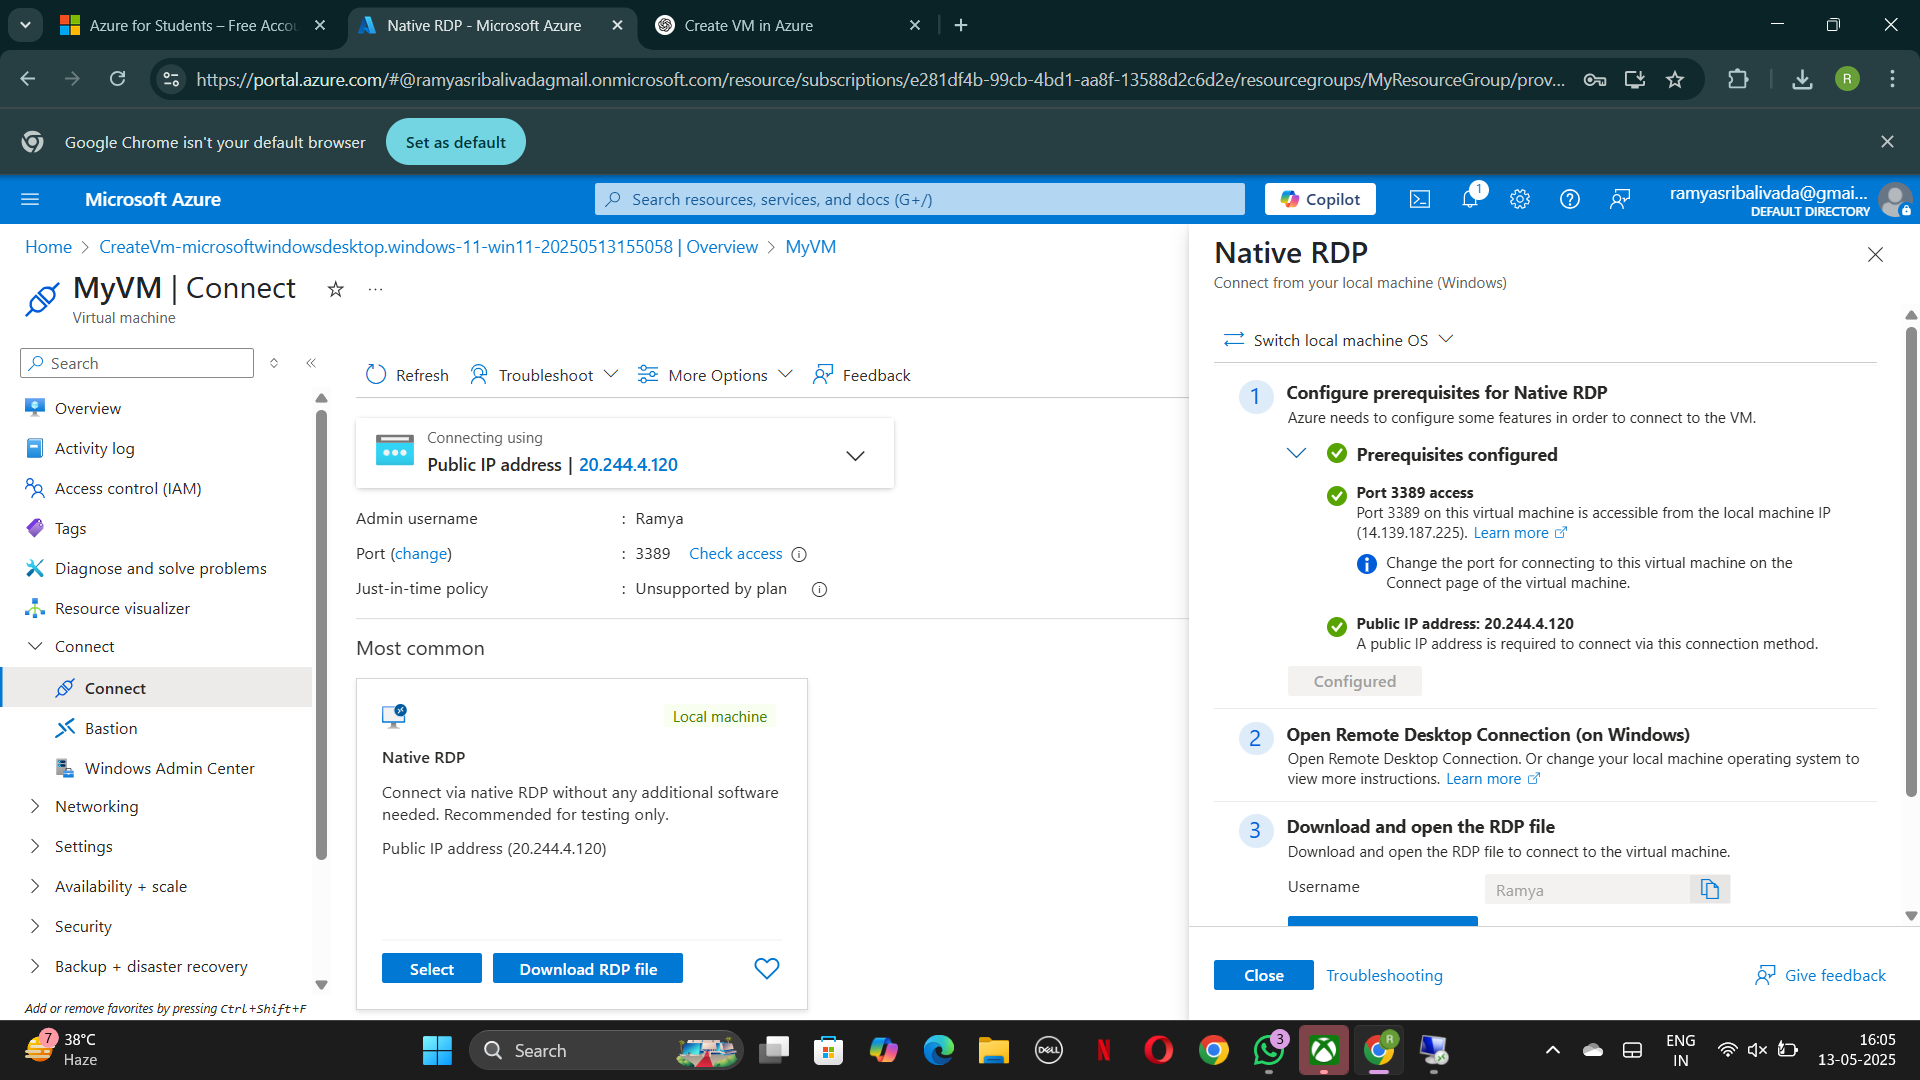 Azure for Students – Free Accou
Native RDP - Microsoft Azure
Create VM in Azure
https://portal.azure.com/#@ramyasribalivadagmail.onmicrosoft.com/resource/subscriptions/e281df4b-99cb-4bd1-aa8f-13588d2c6d2e/resourcegroups/MyResourceGroup/prov...
R
Google Chrome isn't your default browser
Set as default
Microsoft Azure
Search resources, services, and docs (G+/)
Copilot
1
ramyasribalivada@gmai...
DEFAULT DIRECTORY
Home > CreateVm-microsoftwindowsdesktop.windows-11-win11-20250513155058 | Overview > MyVM
MyVM | Connect
Virtual machine
Search
Overview
Activity log
Access control (IAM)
Tags
Diagnose and solve problems
Resource visualizer
Connect
Connect
Bastion
Windows Admin Center
Networking
Settings
Availability + scale
Security
Backup + disaster recovery
Add or remove favorites by pressing Ctrl+Shift+F
Refresh
Troubleshoot
More Options
Feedback
Connecting using
Public IP address | 20.244.4.120
Admin username : Ramya
Port (change) : 3389 Check access
Just-in-time policy : Unsupported by plan
Most common
Local machine
Native RDP
Connect via native RDP without any additional software
needed. Recommended for testing only.
Public IP address (20.244.4.120)
Select
Download RDP file
Native RDP
Connect from your local machine (Windows)
Switch local machine OS
1 Configure prerequisites for Native RDP
Azure needs to configure some features in order to connect to the VM.
Prerequisites configured
Port 3389 access
Port 3389 on this virtual machine is accessible from the local machine IP
(14.139.187.225). Learn more
Change the port for connecting to this virtual machine on the
Connect page of the virtual machine.
Public IP address: 20.244.4.120
A public IP address is required to connect via this connection method.
Configured
2 Open Remote Desktop Connection (on Windows)
Open Remote Desktop Connection. Or change your local machine operating system to
view more instructions. Learn more
3 Download and open the RDP file
Download and open the RDP file to connect to the virtual machine.
Username Ramya
Close
Troubleshooting
Give feedback
7
38°C
Haze
Search
DELL
N
3
R
ENG
IN
16:05
13-05-2025